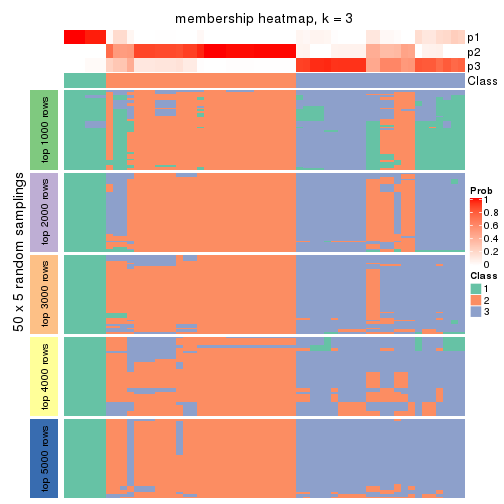 membership heatmap, k = 3
p1
p2
p3
Class
50 x 5 random samplings
top 1000 rows
top 2000 rows
top 3000 rows
top 4000 rows
top 5000 rows
Prob
1
0.8
0.6
0.4
0.2
0
Class
1
2
3